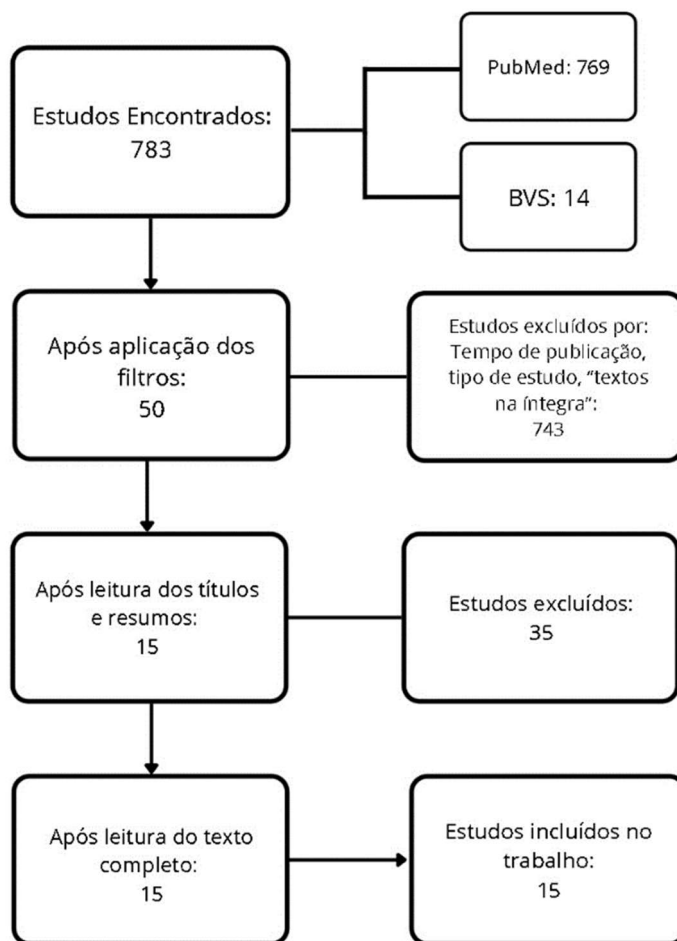 Estudos Encontrados:
783
PubMed: 769
BVS: 14
Após aplicação dos
filtros:
50
Estudos excluídos por:
Tempo de publicação,
tipo de estudo, “textos
na íntegra”:
743
Após leitura dos títulos
e resumos:
15
Estudos excluídos:
35
Após leitura do texto
completo:
15
Estudos incluídos no
trabalho:
15